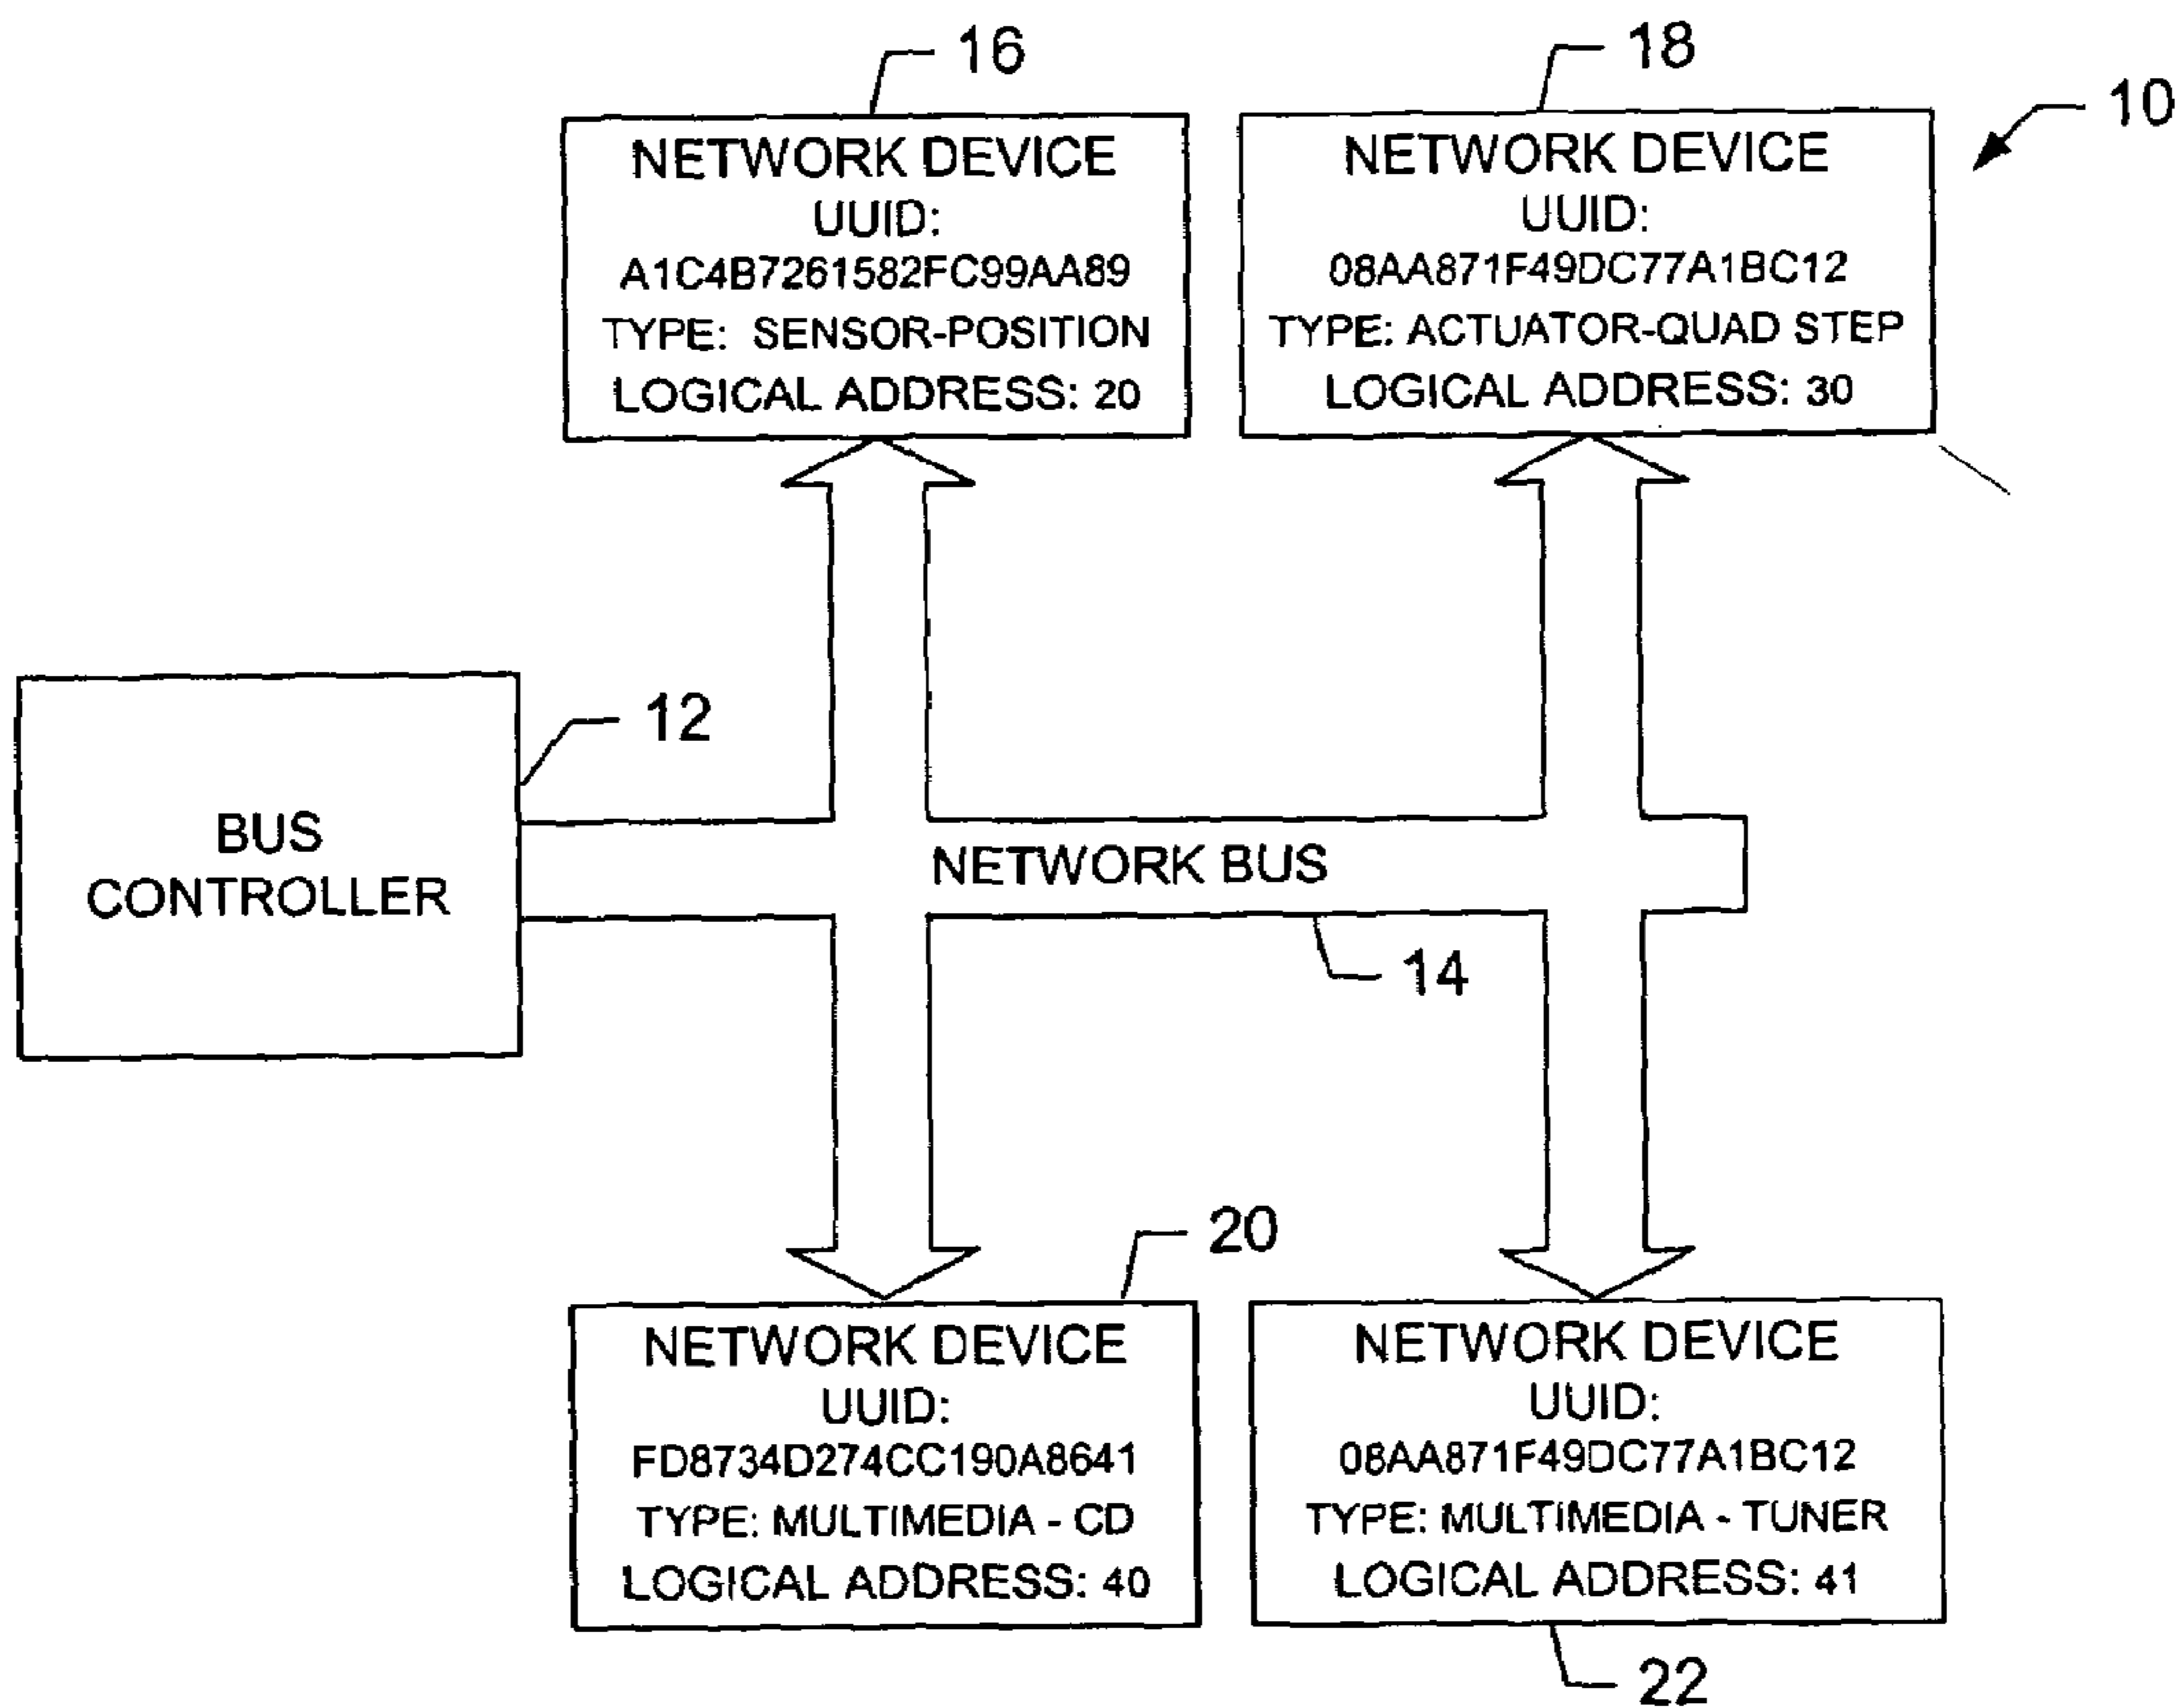 16
18
10
NETWORK DEVICE
UUID:
A1C4B7261582FC99AA89
TYPE: SENSOR-POSITION
LOGICAL ADDRESS: 20
NETWORK DEVICE
UUID:
08AA871F49DC77A1BC12
TYPE: ACTUATOR-QUAD STEP
LOGICAL ADDRESS: 30
12
BUS
CONTROLLER
NETWORK BUS
14
20
NETWORK DEVICE
UUID:
FD8734D274CC190A8641
TYPE: MULTIMEDIA - CD
LOGICAL ADDRESS: 40
NETWORK DEVICE
UUID:
08AA871F49DC77A1BC12
TYPE: MULTIMEDIA - TUNER
LOGICAL ADDRESS: 41
22